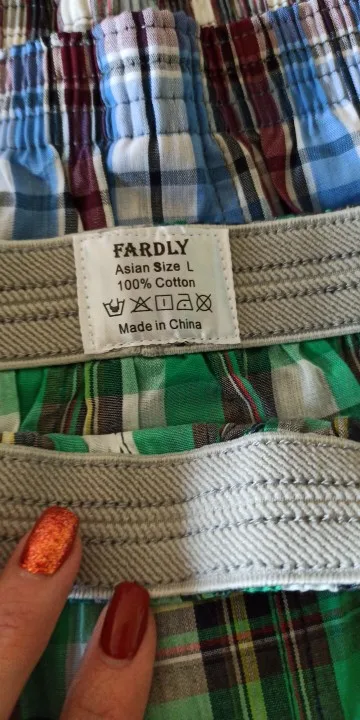 FARDLY
Asian Size L
100% Cotton
Made in China